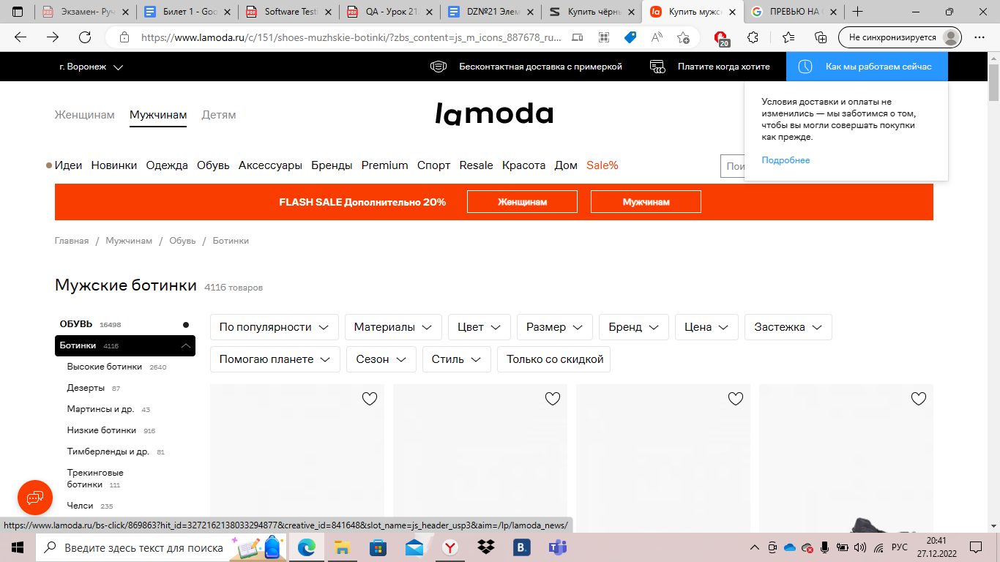 Экзамен- Руч
Билет 1 - Goo
Software Testi
QA - Урок 21.
DZ№21 Элем
Купить чёрны
Купить мужск
ПРЕВЬЮ НА
https://www.lamoda.ru/c/151/shoes-muzhskie-botinki/?zbs_content=js_m_icons_887678_ru...
20
Не синхронизируется
г. Воронеж
Бесконтактная доставка с примеркой
Платите когда хотите
Как мы работаем сейчас
Женщинам Мужчинам Детям
lamoda
Условия доставки и оплаты не
изменились — мы заботимся о том,
чтобы вы могли совершать покупки
как прежде.
Подробнее
Идеи Новинки Одежда Обувь Аксессуары Бренды Premium Спорт Resale Красота Дом Sale%
Пои
FLASH SALE Дополнительно 20% Женщинам Мужчинам
Главная / Мужчинам / Обувь / Ботинки
Мужские ботинки 4116 товаров
ОБУВЬ 16498
Ботинки 4116
Высокие ботинки 2640
Дезерты 87
Мартинсы и др. 43
Низкие ботинки 916
Тимберленды и др. 81
Трекинговые
ботинки 111
Челси 235
По популярности Материалы Цвет Размер Бренд Цена Застежка
Помогаю планете Сезон Стиль Только со скидкой
https://www.lamoda.ru/bs-click/869863?hit_id=3272162138033294877&creative_id=841648&slot_name=js_header_usp3&aim=/lp/lamoda_news/
Введите здесь текст для поиска
B.
РУС
20:41
27.12.2022